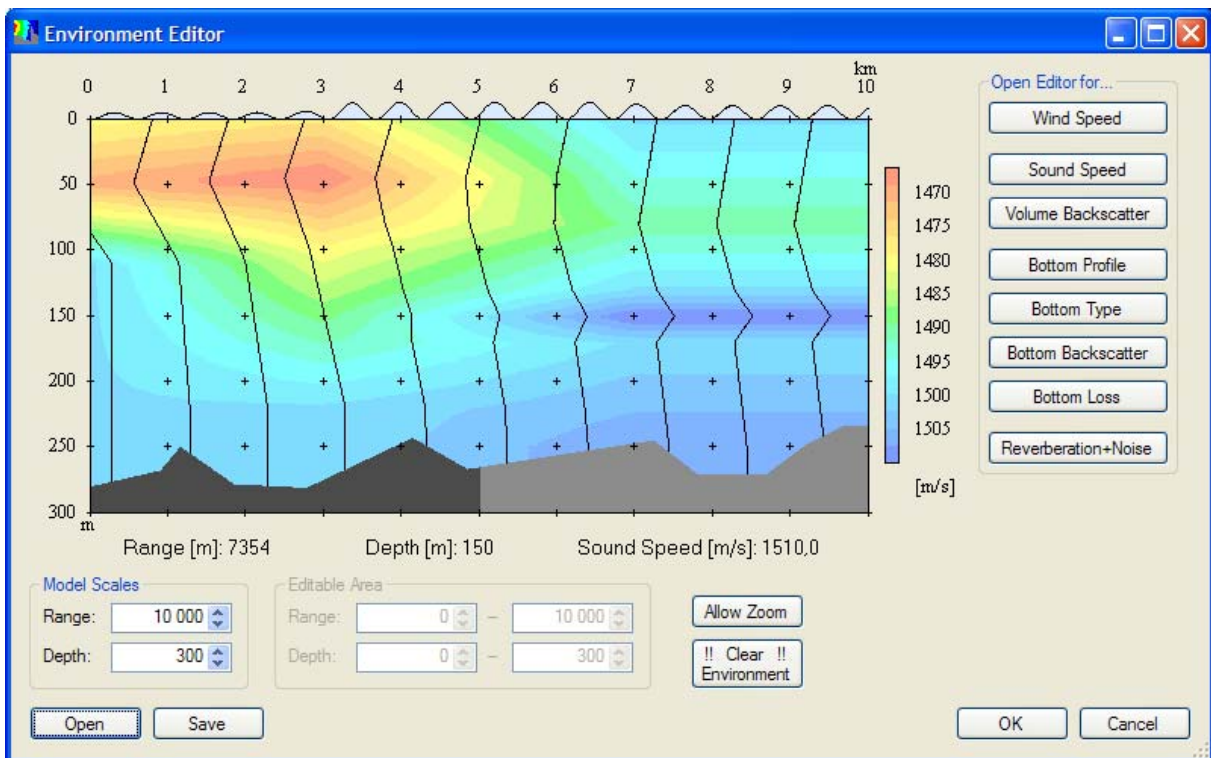 Environment Editor
km
0 1 2 3 4 5 6 7 8 9 10
0
50
100
150
200
250
300
m
1470
1475
1480
1485
1490
1495
1500
1505
[m/s]
Range [m]: 7354 Depth [m]: 150 Sound Speed [m/s]: 1510,0
Open Editor for...
Wind Speed
Sound Speed
Volume Backscatter
Bottom Profile
Bottom Type
Bottom Backscatter
Bottom Loss
Reverberation+Noise
Model Scales
Range: 10 000
Depth: 300
Editable Area
Range: 0 – 10 000
Depth: 0 – 300
Allow Zoom
!! Clear !!
Environment
Open Save OK Cancel